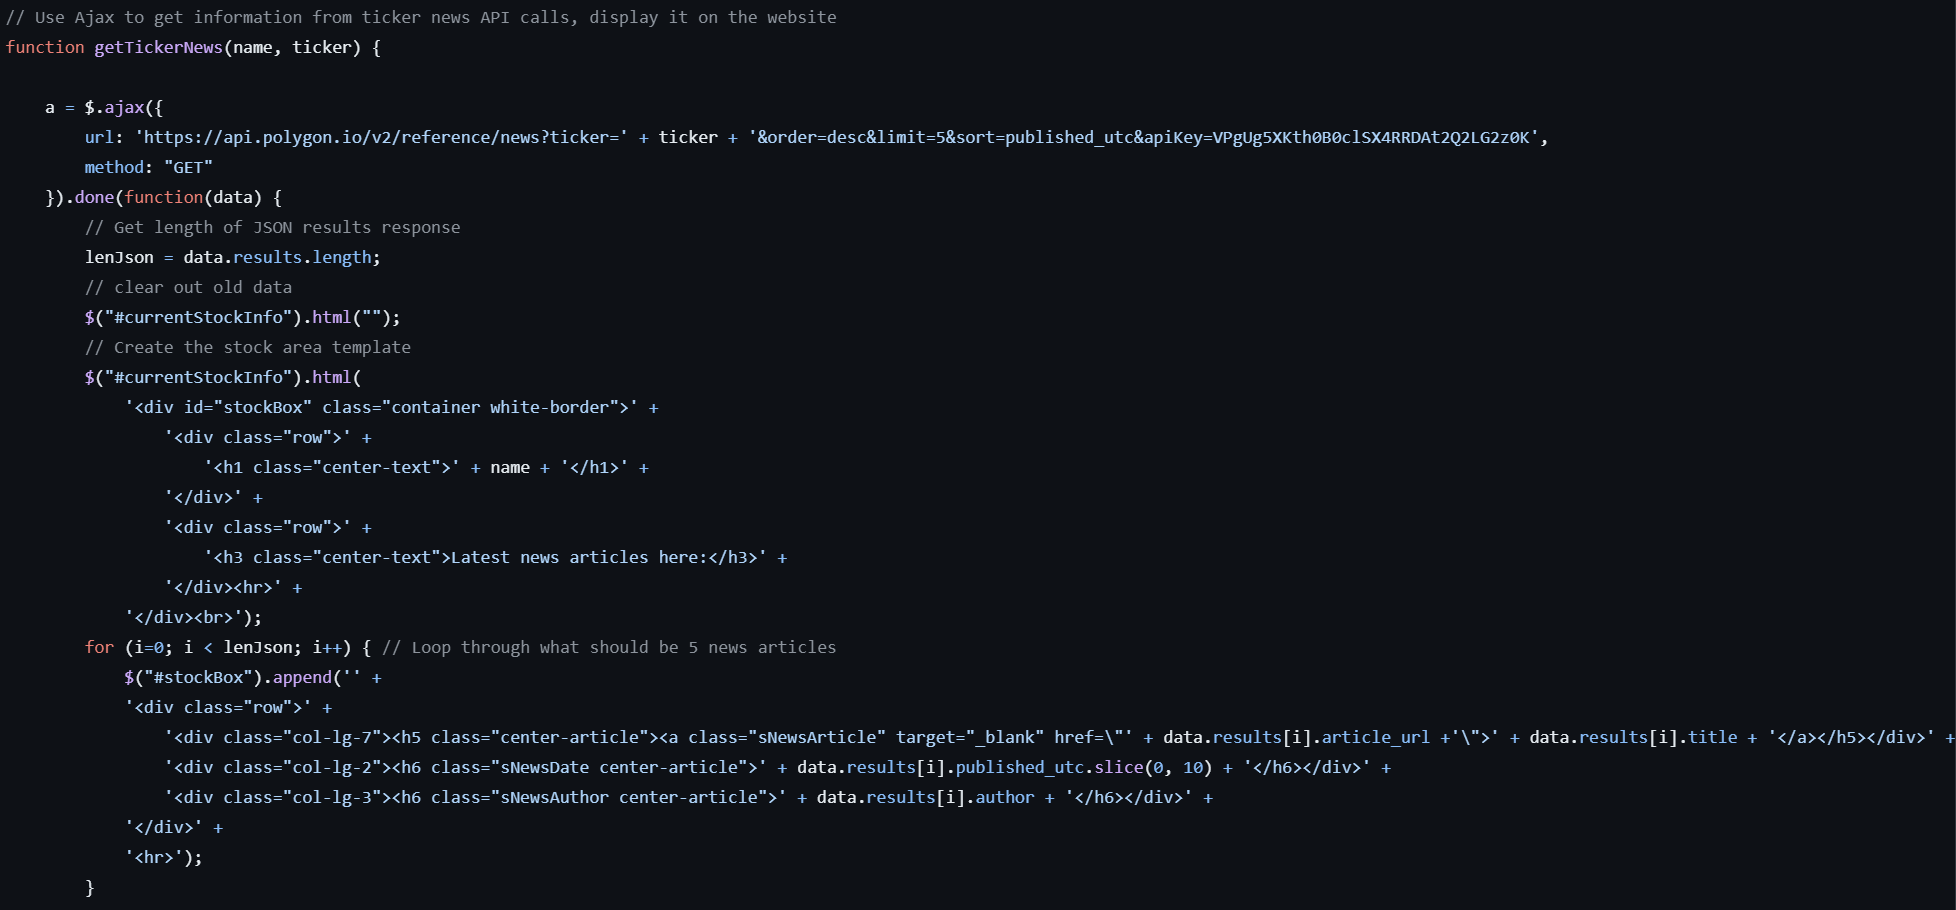 // Use Ajax to get information from ticker news API calls, display it on the website
function getTickerNews(name, ticker) {
    a = $.ajax({
        url: 'https://api.polygon.io/v2/reference/news?ticker=' + ticker + '&order=desc&limit=5&sort=published_utc&apiKey=VPgUg5XKth0B0clSX4RRDAt2Q2LG2z0K',
        method: "GET"
    }).done(function(data) {
        // Get length of JSON results response
        lenJson = data.results.length;
        // clear out old data
        $("#currentStockInfo").html("");
        // Create the stock area template
        $("#currentStockInfo").html(
            '<div id="stockBox" class="container white-border">' +
                '<div class="row">' +
                    '<h1 class="center-text">' + name + '</h1>' +
                '</div>' +
                '<div class="row">' +
                    '<h3 class="center-text">Latest news articles here:</h3>' +
                '</div><hr>' +
            '</div><br>');
        for (i=0; i < lenJson; i++) { // Loop through what should be 5 news articles
            $("#stockBox").append('' +
            '<div class="row">' +
                '<div class="col-lg-7"><h5 class="center-article"><a class="sNewsArticle" target="_blank" href=\"' + data.results[i].article_url +'\">' + data.results[i].title + '</a></h5></div>' +
                '<div class="col-lg-2"><h6 class="sNewsDate center-article">' + data.results[i].published_utc.slice(0, 10) + '</h6></div>' +
                '<div class="col-lg-3"><h6 class="sNewsAuthor center-article">' + data.results[i].author + '</h6></div>' +
            '</div>' +
            '<hr>');
        }